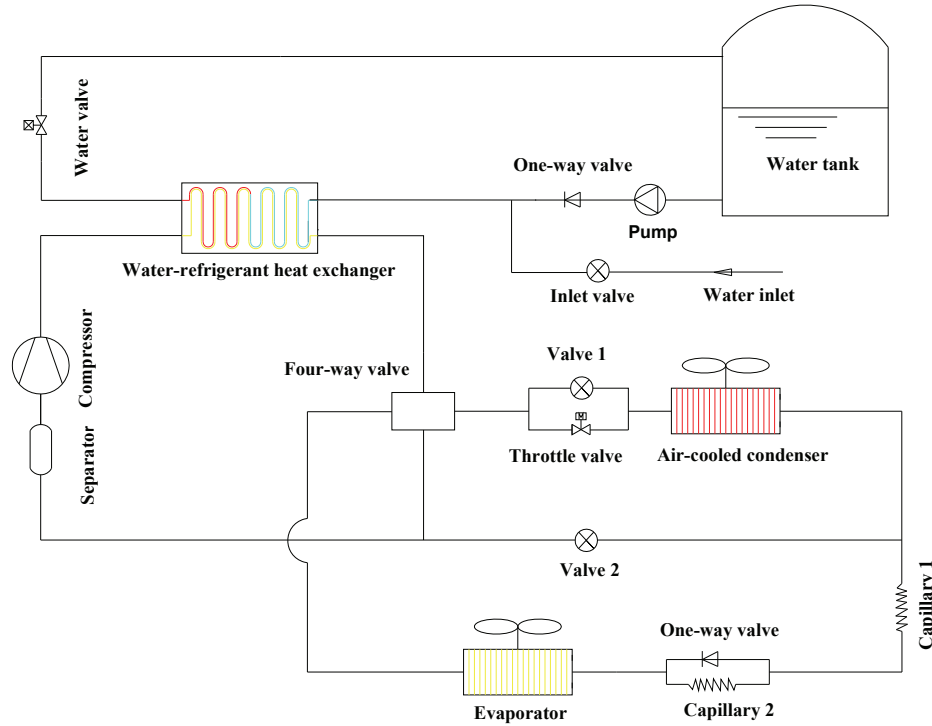 Water valve
One-way valve
Water tank
Pump
Water-refrigerant heat exchanger
Inlet valve
Water inlet
Compressor
Four-way valve
Valve 1
Separator
Throttle valve
Air-cooled condenser
Valve 2
Capillary 1
One-way valve
Evaporator
Capillary 2